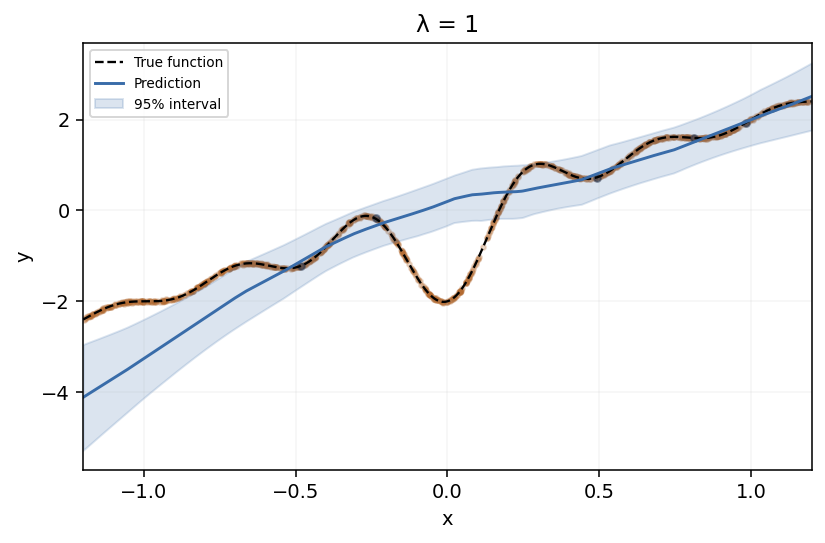 λ = 1
True function
Prediction
95% interval
y
2
0
−2
−4
−1.0 −0.5 0.0 0.5 1.0
x